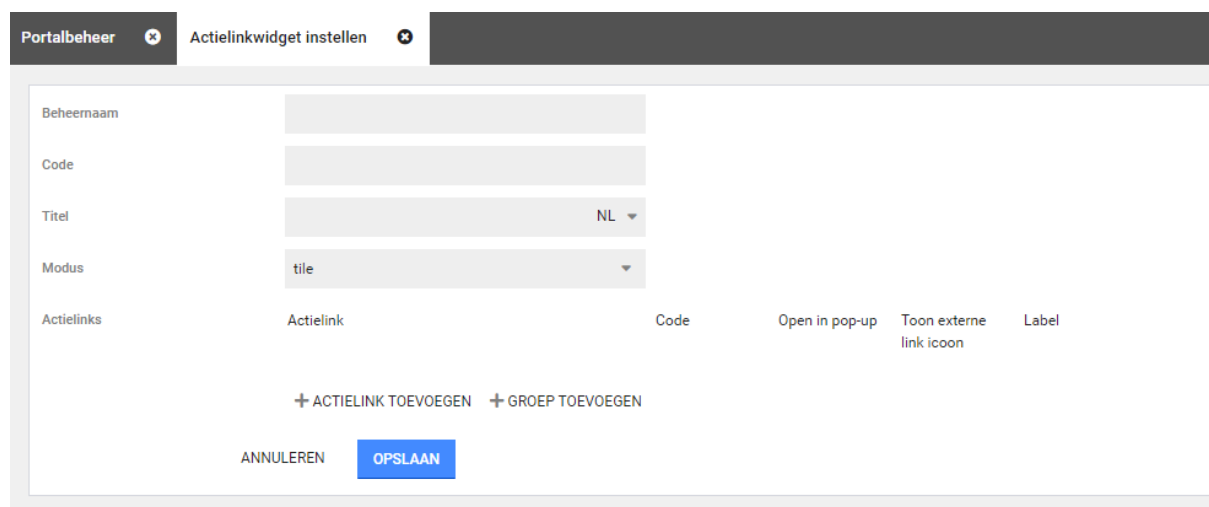 Portalbeheer
Actielinkwidget instellen
Beheernaam
Code
Titel
NL
Modus
tile
Actielinks
Actielink
Code
Open in pop-up
Toon externe
link icoon
Label
ACTIELINK TOEVOEGEN
GROEP TOEVOEGEN
ANNULEREN
OPSLAAN